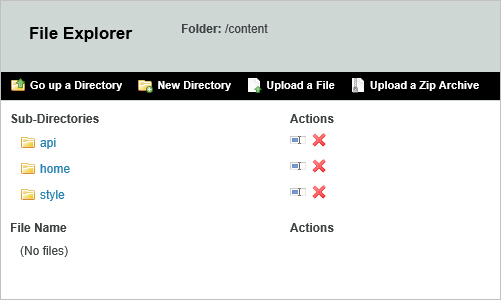 File Explorer
Folder: /content
Go up a Directory New Directory Upload a File Upload a Zip Archive
Sub-Directories Actions
api
home
style
File Name Actions
(No files)